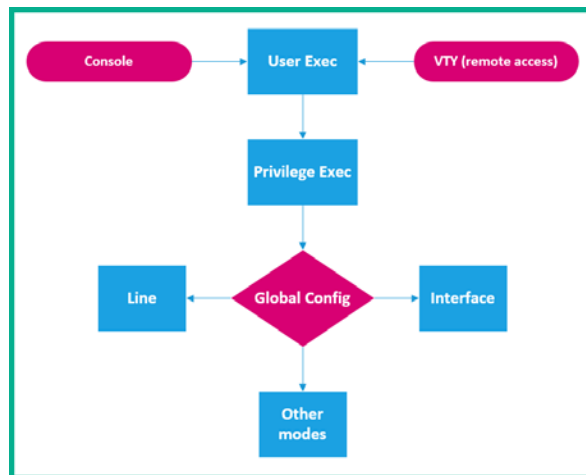 Console
User Exec
VTY (remote access)
Privilege Exec
Line
Global Config
Interface
Other
modes